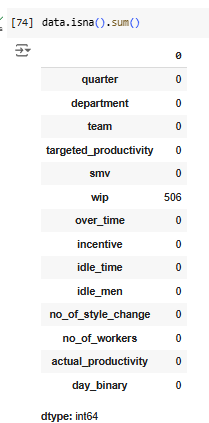 [74] data.isna().sum()
0
quarter 0
department 0
team 0
targeted_productivity 0
smv 0
wip 506
over_time 0
incentive 0
idle_time 0
idle_men 0
no_of_style_change 0
no_of_workers 0
actual_productivity 0
day_binary 0
dtype: int64